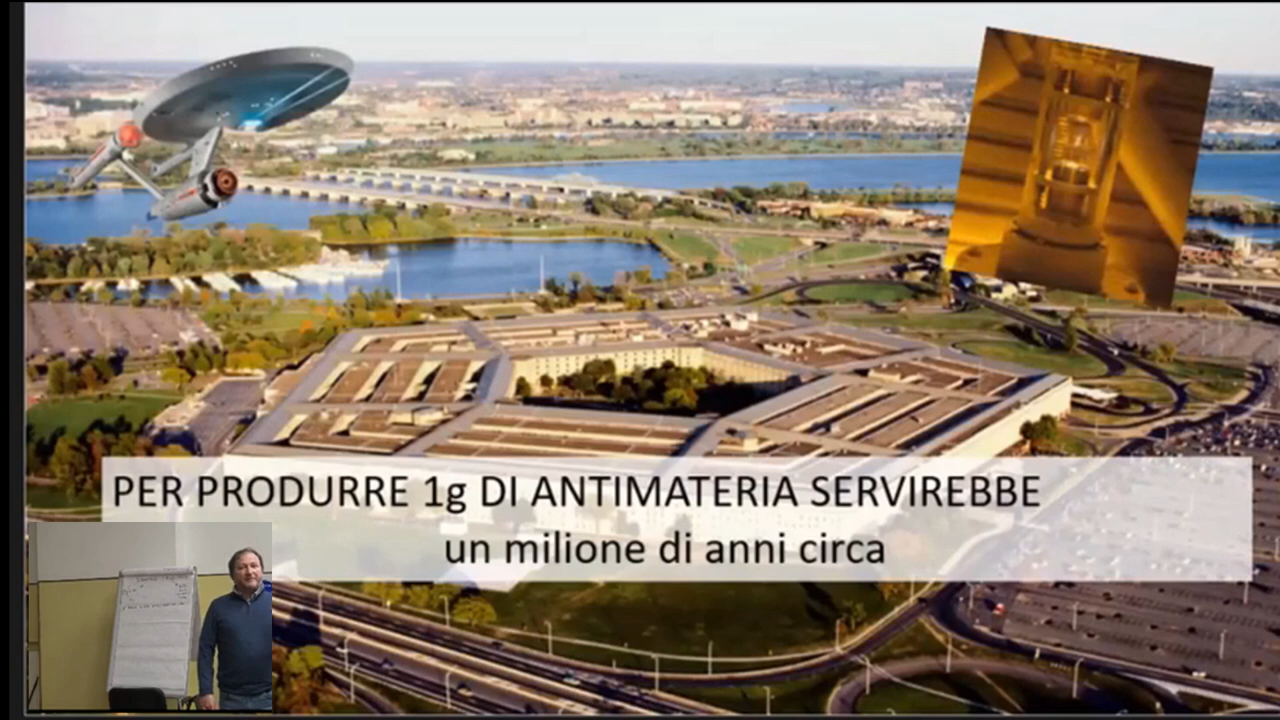 PER PRODURRE 1g DI ANTIMATERIA SERVIREBBE
un milione di anni circa